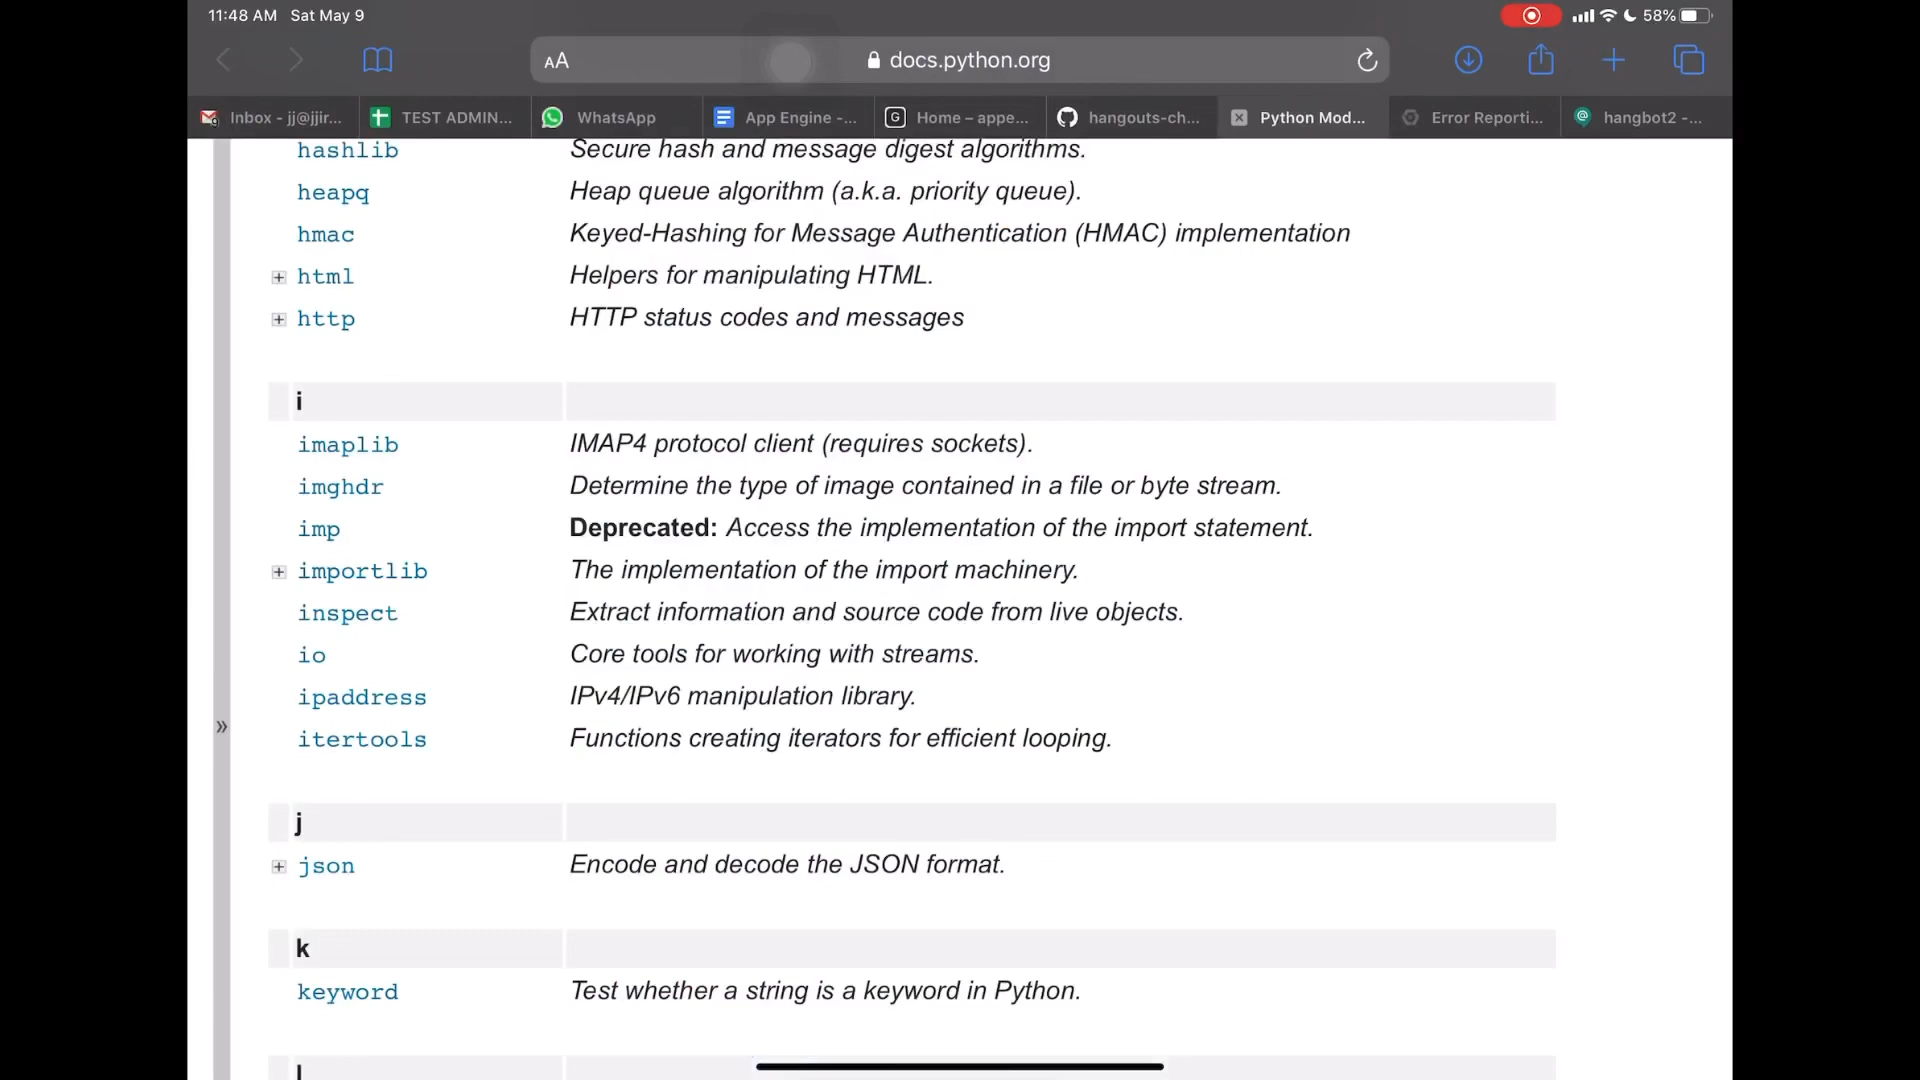 11:48 AM Sat May 9
58%
AA
docs.python.org
Inbox - jj@jjir...
TEST ADMIN...
WhatsApp
App Engine -...
Home – appe...
hangouts-ch...
Python Mod...
Error Reporti...
hangbot2 -...
hashlib Secure hash and message digest algorithms.
heapq Heap queue algorithm (a.k.a. priority queue).
hmac Keyed-Hashing for Message Authentication (HMAC) implementation
html Helpers for manipulating HTML.
http HTTP status codes and messages
i
imaplib IMAP4 protocol client (requires sockets).
imghdr Determine the type of image contained in a file or byte stream.
imp Deprecated: Access the implementation of the import statement.
importlib The implementation of the import machinery.
inspect Extract information and source code from live objects.
io Core tools for working with streams.
ipaddress IPv4/IPv6 manipulation library.
itertools Functions creating iterators for efficient looping.
»
j
json Encode and decode the JSON format.
k
keyword Test whether a string is a keyword in Python.
l